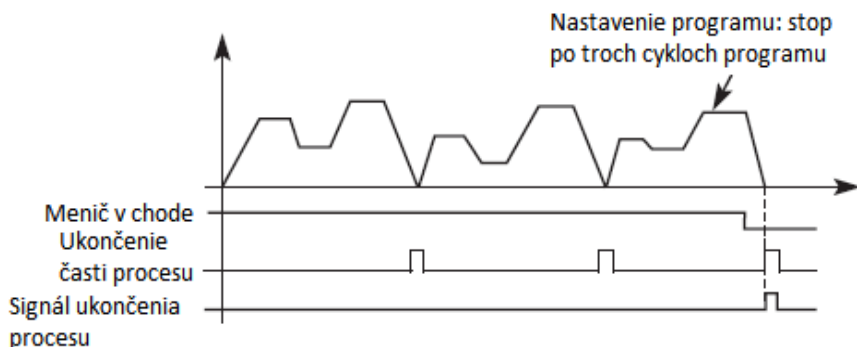 Nastavenie programu: stop
po troch cykloch programu
Menič v chode
Ukončenie
časti procesu
Signál ukončenia
procesu